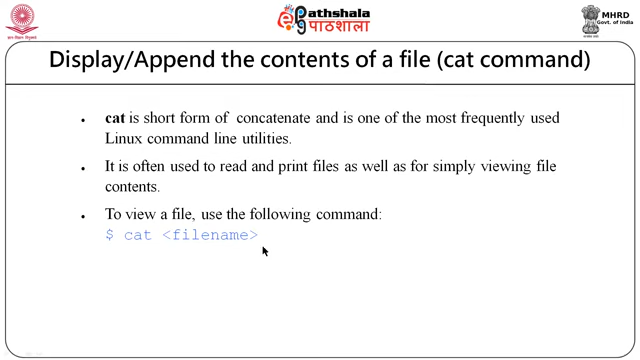 Pathshala
पाठशाला
MHRD
Govt. of India
Display/Append the contents of a file (cat command)
• cat is short form of concatenate and is one of the most frequently used
Linux command line utilities.
• It is often used to read and print files as well as for simply viewing file
contents.
• To view a file, use the following command:
$ cat <filename>